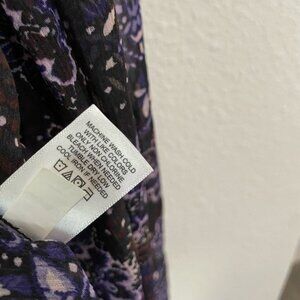 MACHINE WASH COLD
WITH LIKE COLORS
ONLY NON CHLORINE
BLEACH WHEN NEEDED
TUMBLE DRY LOW
COOL IRON IF NEEDED